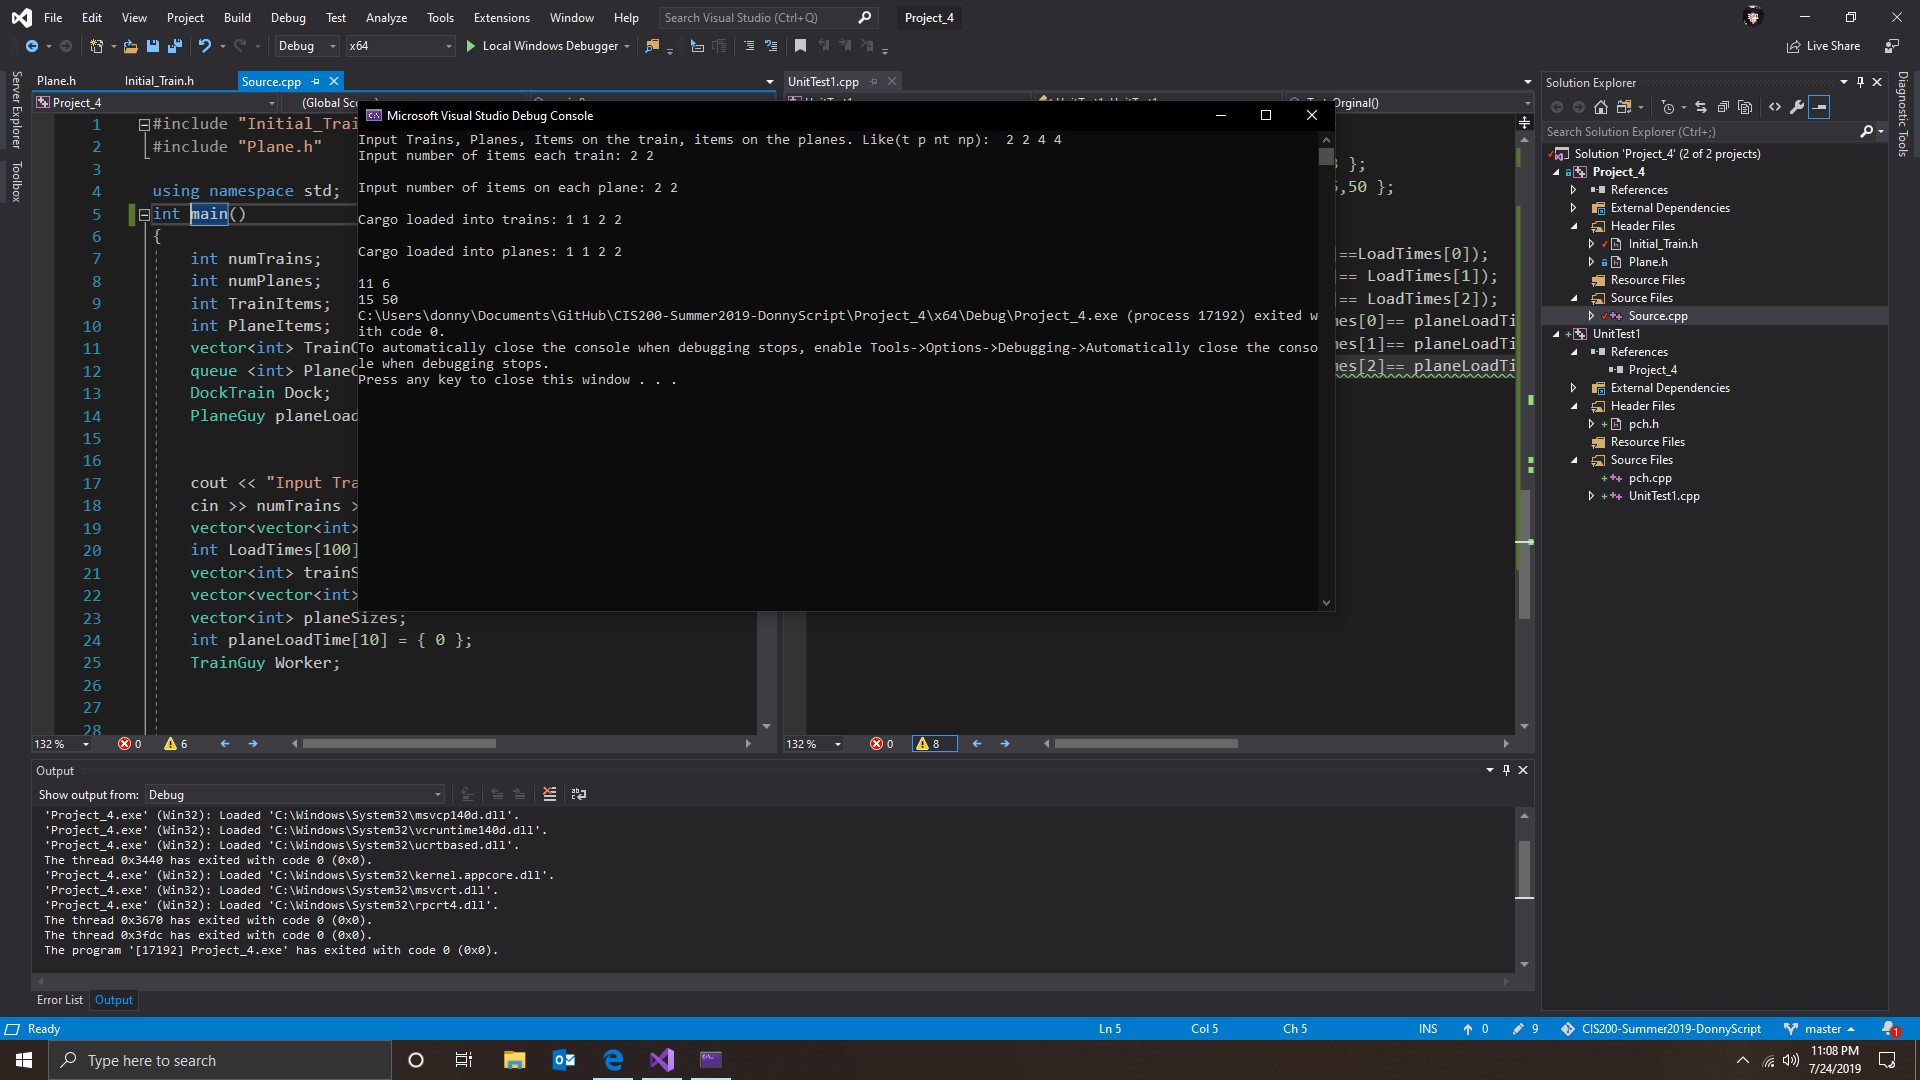 File Edit View Project Build Debug Test Analyze Tools Extensions Window Help Search Visual Studio (Ctrl+Q) Project_4
Debug x64 Local Windows Debugger Live Share
Server Explorer
Toolbox
Plane.h Initial_Train.h Source.cpp
Project_4 (Global Sc
1 #include "Initial_Trai
2 #include "Plane.h"
3
4 using namespace std;
5 int main()
6 {
7 int numTrains;
8 int numPlanes;
9 int TrainItems;
10 int PlaneItems;
11 vector<int> TrainC
12 queue <int> PlaneC
13 DockTrain Dock;
14 PlaneGuy planeLoad
15
16
17 cout << "Input Tra
18 cin >> numTrains >
19 vector<vector<int>
20 int LoadTimes[100]
21 vector<int> trainS
22 vector<vector<int>
23 vector<int> planeSizes;
24 int planeLoadTime[10] = { 0 };
25 TrainGuy Worker;
26
27
28
132 % 0 6
Microsoft Visual Studio Debug Console
Input Trains, Planes, Items on the train, items on the planes. Like(t p nt np):  2 2 4 4
Input number of items each train: 2 2
Input number of items on each plane: 2 2
Cargo loaded into trains: 1 1 2 2
Cargo loaded into planes: 1 1 2 2
11 6
15 50
C:\Users\donny\Documents\GitHub\CIS200-Summer2019-DonnyScript\Project_4\x64\Debug\Project_4.exe (process 17192) exited w
ith code 0.
To automatically close the console when debugging stops, enable Tools->Options->Debugging->Automatically close the conso
le when debugging stops.
Press any key to close this window . . .
UnitTest1.cpp
Orginal()
};
,50 };
]==LoadTimes[0]);
]== LoadTimes[1]);
]== LoadTimes[2]);
nes[0]== planeLoadTi
nes[1]== planeLoadTi
nes[2]== planeLoadTi
132 % 0 8
Output
Show output from: Debug
'Project_4.exe' (Win32): Loaded 'C:\Windows\System32\msvcp140d.dll'.
'Project_4.exe' (Win32): Loaded 'C:\Windows\System32\vcruntime140d.dll'.
'Project_4.exe' (Win32): Loaded 'C:\Windows\System32\ucrtbased.dll'.
The thread 0x3440 has exited with code 0 (0x0).
'Project_4.exe' (Win32): Loaded 'C:\Windows\System32\kernel.appcore.dll'.
'Project_4.exe' (Win32): Loaded 'C:\Windows\System32\msvcrt.dll'.
'Project_4.exe' (Win32): Loaded 'C:\Windows\System32\rpcrt4.dll'.
The thread 0x3670 has exited with code 0 (0x0).
The thread 0x3fdc has exited with code 0 (0x0).
The program '[17192] Project_4.exe' has exited with code 0 (0x0).
Error List Output
Solution Explorer
Search Solution Explorer (Ctrl+;)
Solution 'Project_4' (2 of 2 projects)
Project_4
References
External Dependencies
Header Files
Initial_Train.h
Plane.h
Resource Files
Source Files
Source.cpp
UnitTest1
References
Project_4
External Dependencies
Header Files
pch.h
Resource Files
Source Files
pch.cpp
UnitTest1.cpp
Diagnostic Tools
Ready Ln 5 Col 5 Ch 5 INS 0 9 CIS200-Summer2019-DonnyScript master 1
Type here to search
11:08 PM
7/24/2019